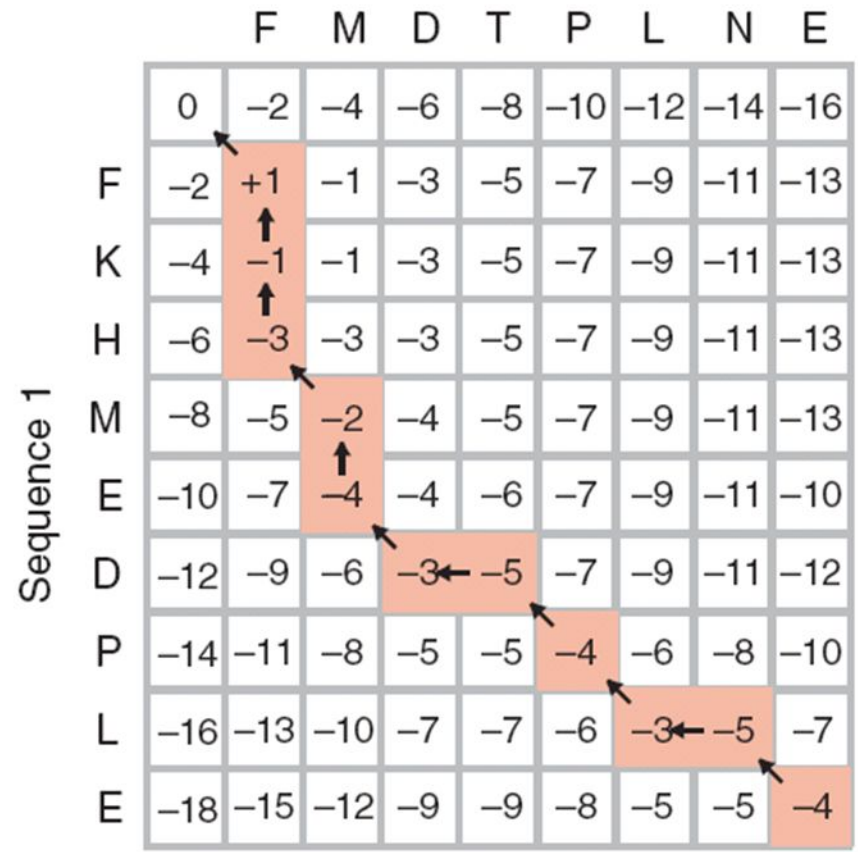 F M D T P L N E
0 –2 –4 –6 –8 –10 –12 –14 –16
F –2 +1 –1 –3 –5 –7 –9 –11 –13
K –4 –1 –1 –3 –5 –7 –9 –11 –13
H –6 –3 –3 –3 –5 –7 –9 –11 –13
M –8 –5 –2 –4 –5 –7 –9 –11 –13
E –10 –7 –4 –4 –6 –7 –9 –11 –10
D –12 –9 –6 –3 –5 –7 –9 –11 –12
P –14 –11 –8 –5 –5 –4 –6 –8 –10
L –16 –13 –10 –7 –7 –6 –3 –5 –7
E –18 –15 –12 –9 –9 –8 –5 –5 –4
Sequence 1